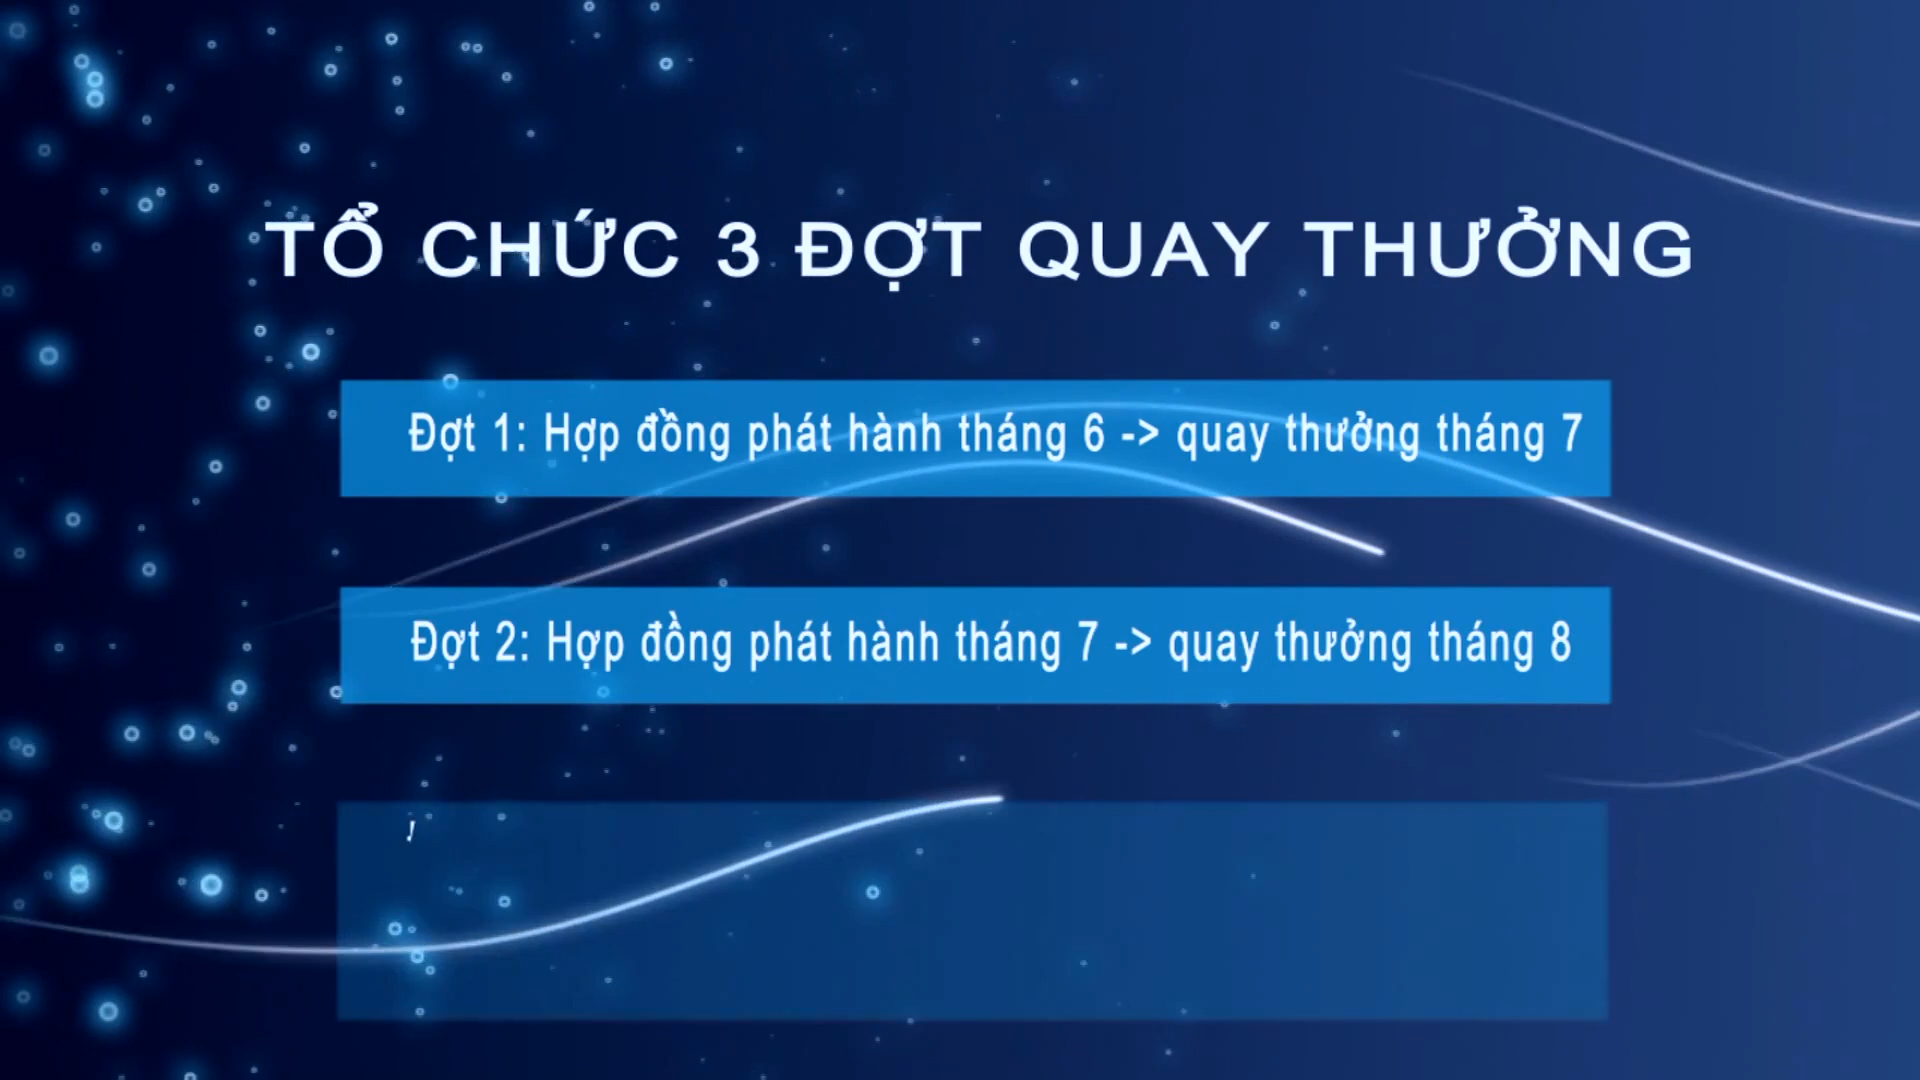 TỔ CHỨC 3 ĐỢT QUAY THƯỞNG
Đợt 1: Hợp đồng phát hành tháng 6 -> quay thưởng tháng 7
Đợt 2: Hợp đồng phát hành tháng 7 -> quay thưởng tháng 8